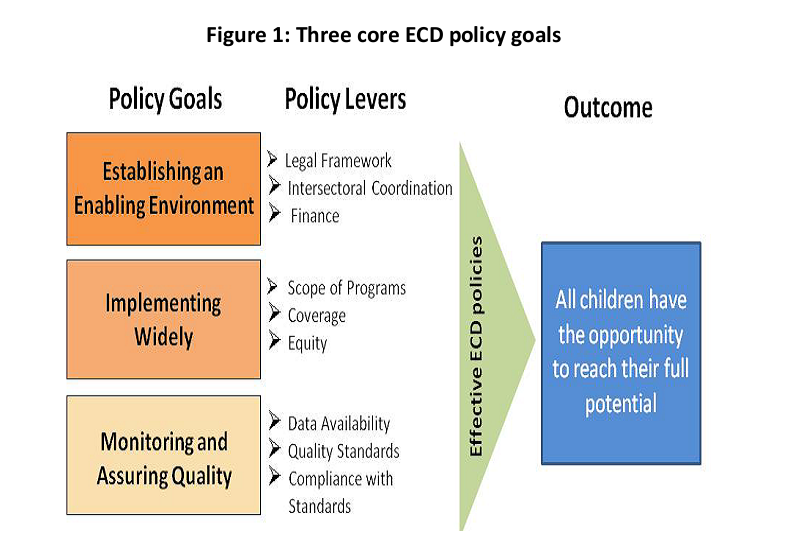 Figure 1: Three core ECD policy goals
Policy Goals
Policy Levers
Outcome
Establishing an
Enabling Environment
Legal Framework
Intersectoral Coordination
Finance
Implementing
Widely
Scope of Programs
Coverage
Equity
Monitoring and
Assuring Quality
Data Availability
Quality Standards
Compliance with
Standards
Effective ECD policies
All children have
the opportunity
to reach their full
potential